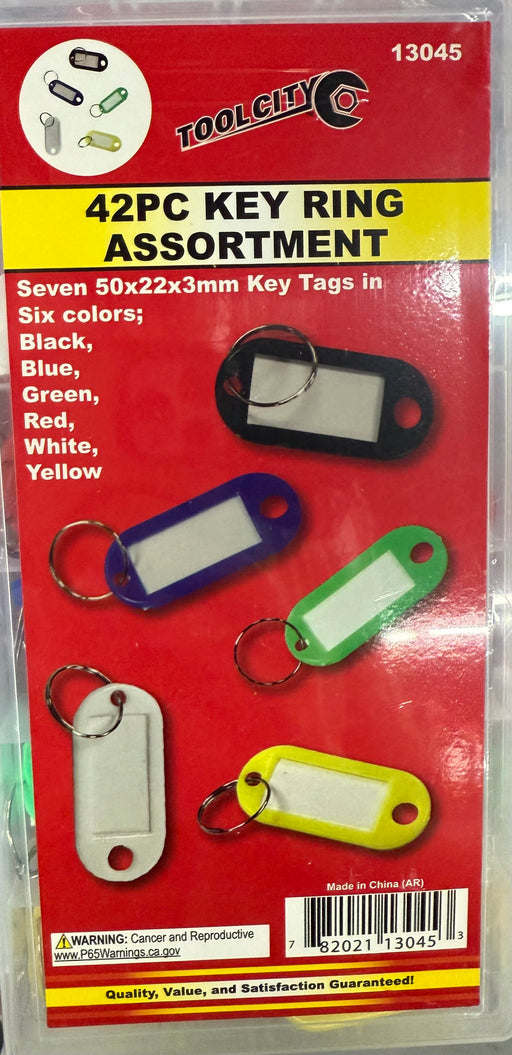 13045
TOOLCITY
42PC KEY RING
ASSORTMENT
Seven 50x22x3mm Key Tags in
Six colors;
Black,
Blue,
Green,
Red,
White,
Yellow
Made in China (AR)
WARNING: Cancer and Reproductive
www.P65Warnings.ca.gov
7 82021 13045 3
Quality, Value, and Satisfaction Guaranteed!